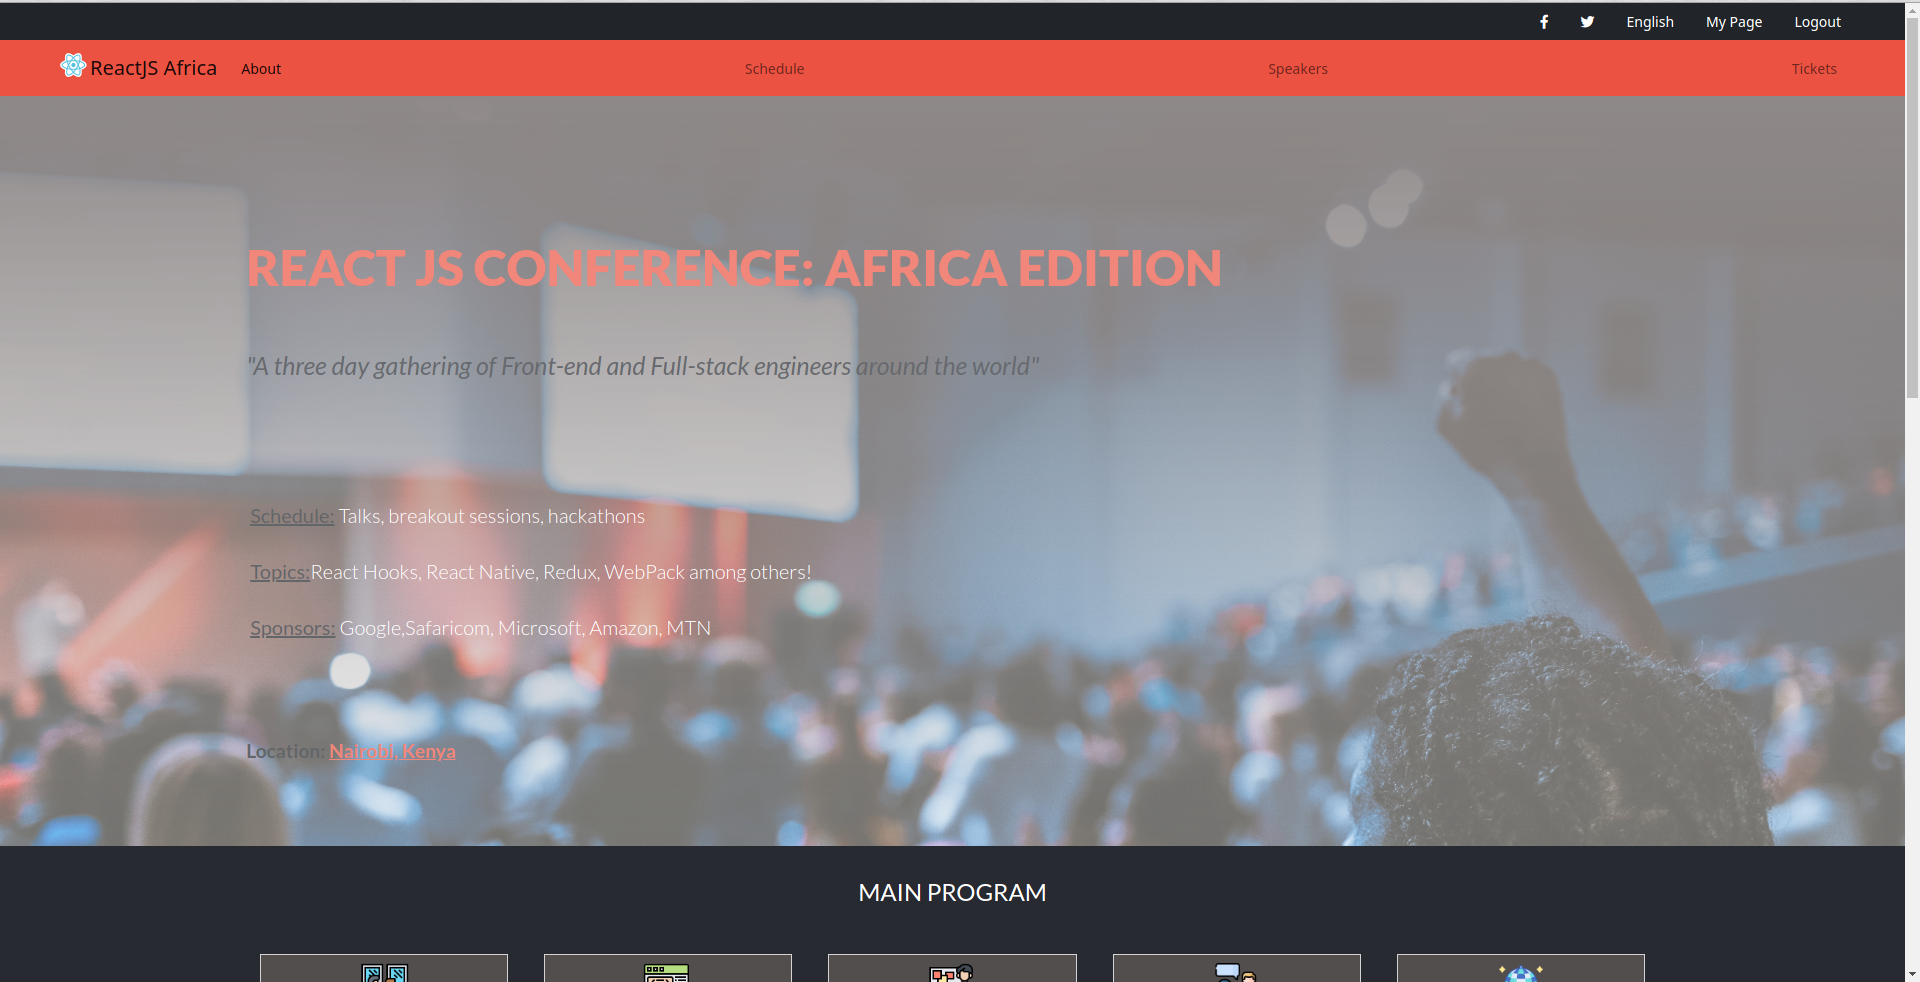 English My Page Logout
ReactJS Africa About Schedule Speakers Tickets
REACT JS CONFERENCE: AFRICA EDITION
"A three day gathering of Front-end and Full-stack engineers around the world"
Schedule: Talks, breakout sessions, hackathons
Topics:React Hooks, React Native, Redux, WebPack among others!
Sponsors: Google,Safaricom, Microsoft, Amazon, MTN
Location: Nairobi, Kenya
MAIN PROGRAM